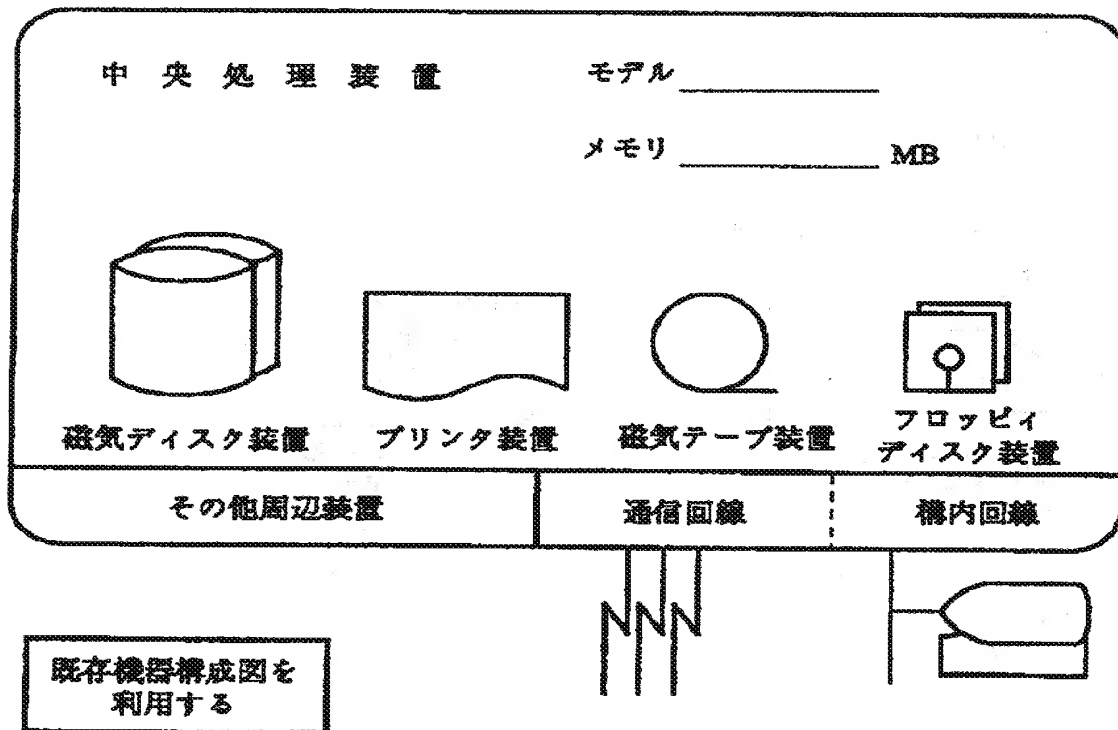 中央処理装置
モデル
メモリ MB
磁気ディスク装置
プリンタ装置
磁気テープ装置
フロッピィ
ディスク装置
その他周辺装置
通信回線
構内回線
既存機器構成図を
利用する